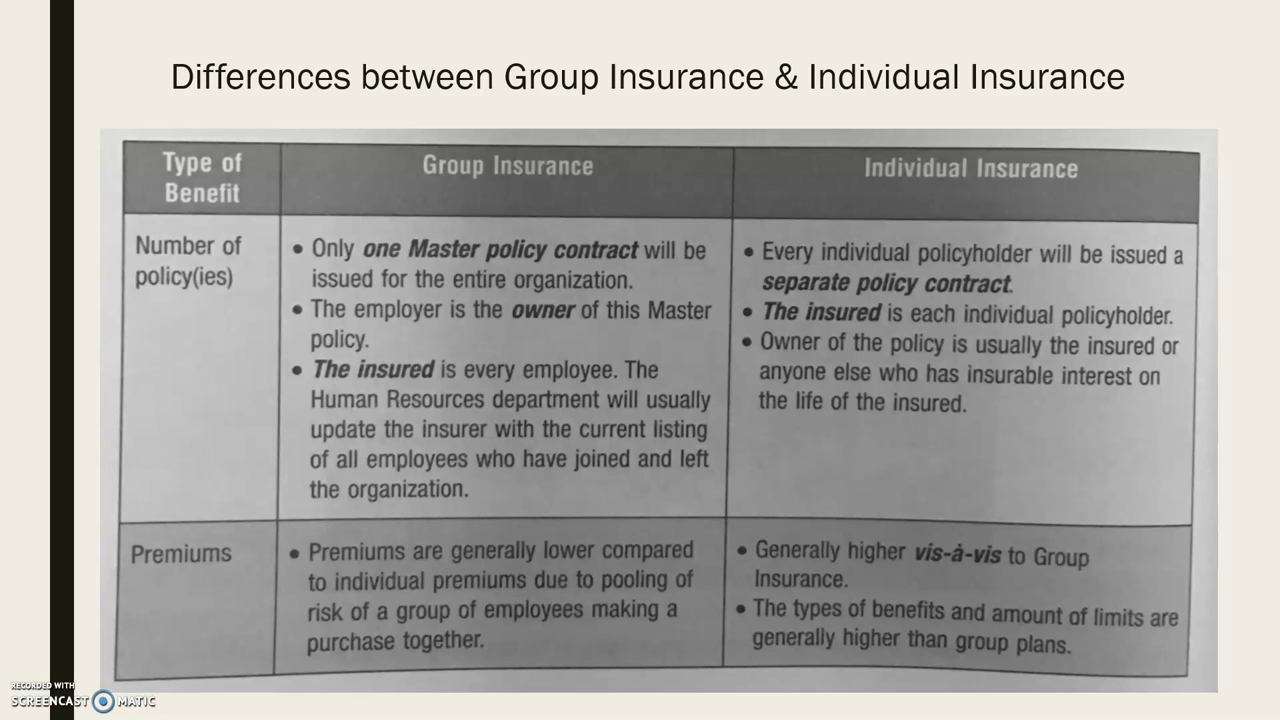 Differences between Group Insurance & Individual Insurance
Type of
Benefit
Group Insurance
Individual Insurance
Number of
policy(ies)
• Only one Master policy contract will be
issued for the entire organization.
• The employer is the owner of this Master
policy.
• The insured is every employee. The
Human Resources department will usually
update the insurer with the current listing
of all employees who have joined and left
the organization.
• Every individual policyholder will be issued a
separate policy contract.
• The insured is each individual policyholder.
• Owner of the policy is usually the insured or
anyone else who has insurable interest on
the life of the insured.
Premiums
• Premiums are generally lower compared
to individual premiums due to pooling of
risk of a group of employees making a
purchase together.
• Generally higher vis-à-vis to Group
Insurance.
• The types of benefits and amount of limits are
generally higher than group plans.
RECORDED WITH
SCREENCAST MATIC